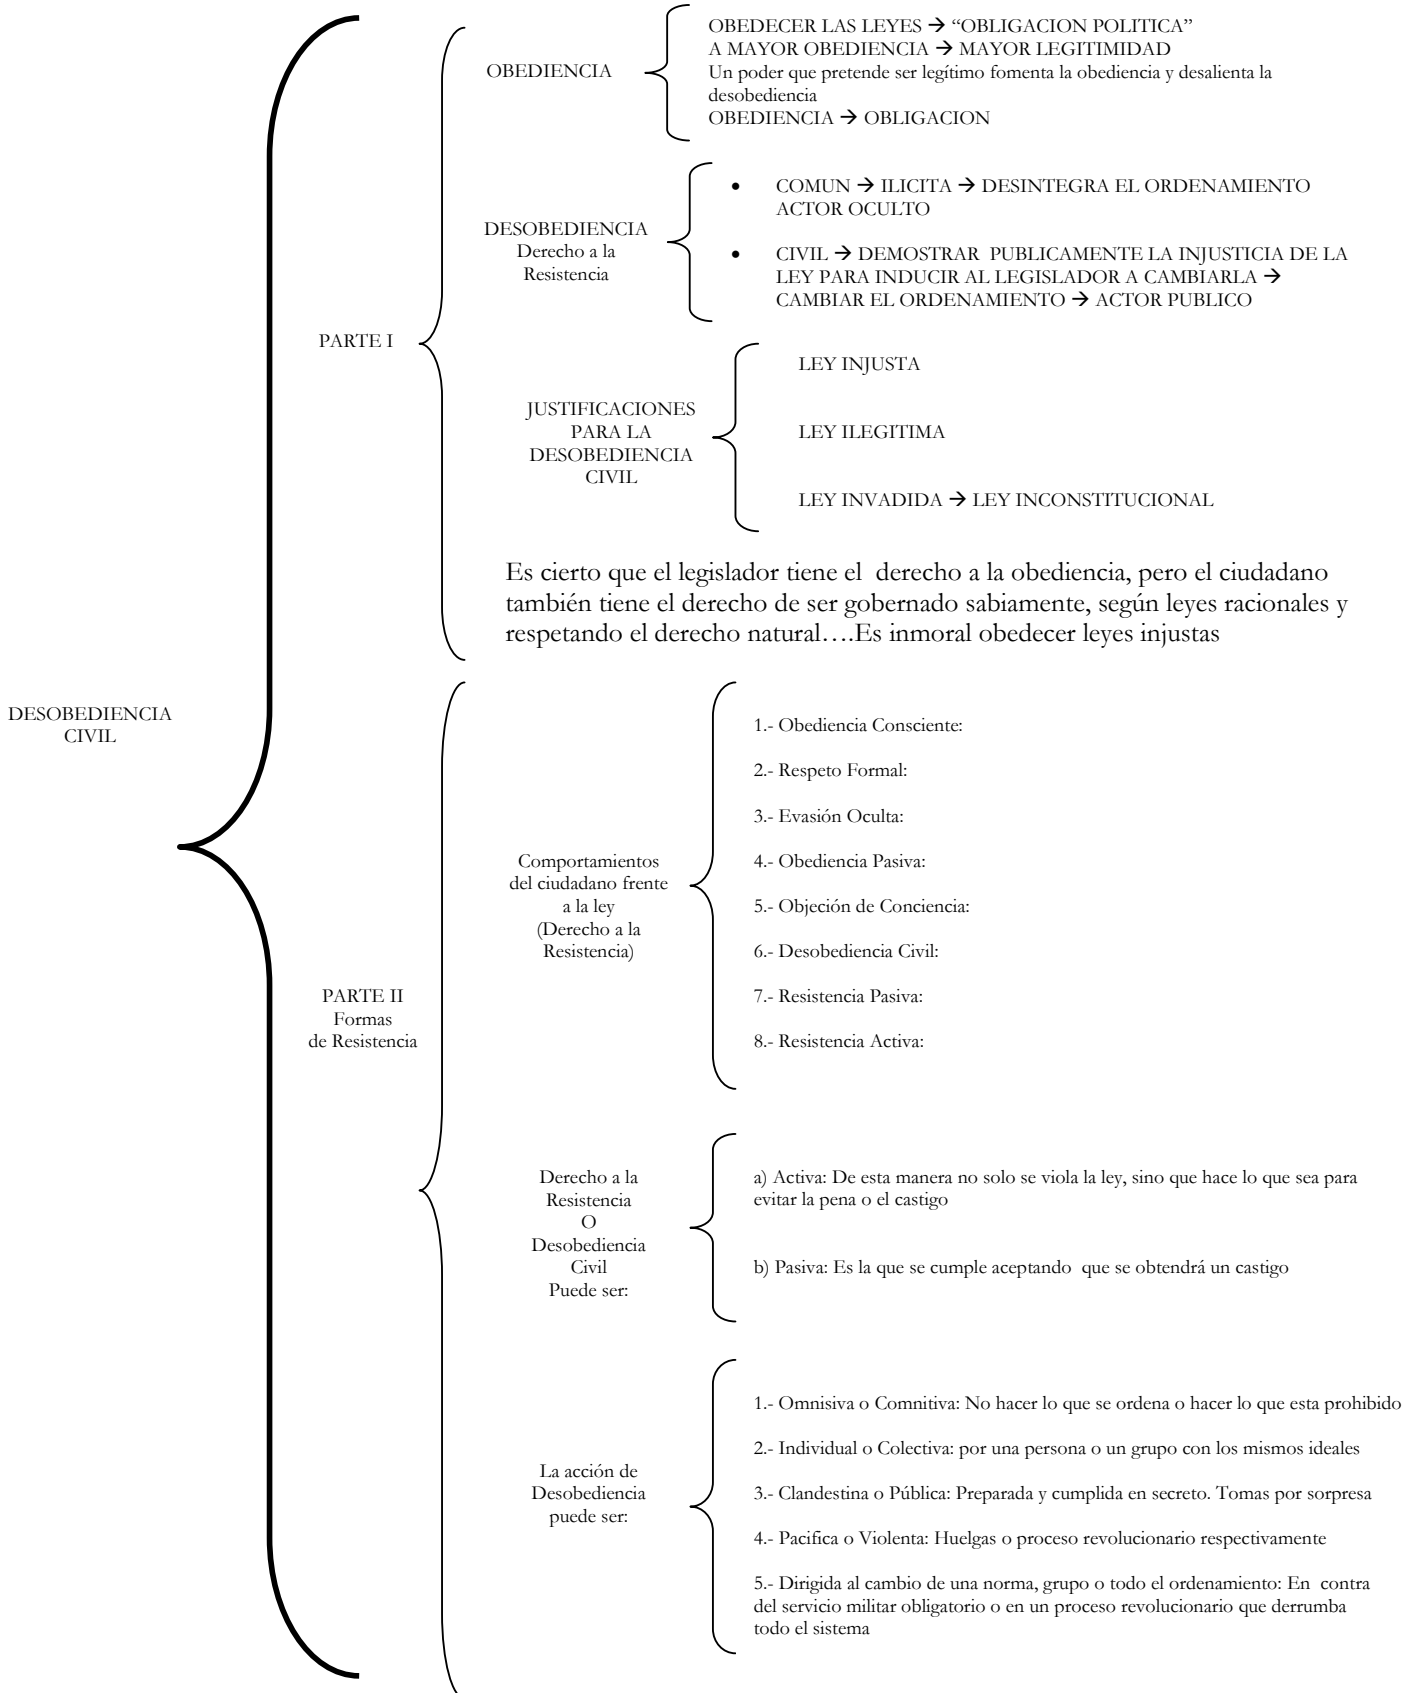 DESOBEDIENCIA
CIVIL
PARTE I
OBEDIENCIA
OBEDECER LAS LEYES → “OBLIGACION POLITICA”
A MAYOR OBEDIENCIA → MAYOR LEGITIMIDAD
Un poder que pretende ser legítimo fomenta la obediencia y desalienta la
desobediencia
OBEDIENCIA → OBLIGACION
DESOBEDIENCIA
Derecho a la
Resistencia
• COMUN → ILICITA → DESINTEGRA EL ORDENAMIENTO
ACTOR OCULTO
• CIVIL → DEMOSTRAR PUBLICAMENTE LA INJUSTICIA DE LA
LEY PARA INDUCIR AL LEGISLADOR A CAMBIARLA →
CAMBIAR EL ORDENAMIENTO → ACTOR PUBLICO
JUSTIFICACIONES
PARA LA
DESOBEDIENCIA
CIVIL
LEY INJUSTA
LEY ILEGITIMA
LEY INVADIDA → LEY INCONSTITUCIONAL
Es cierto que el legislador tiene el derecho a la obediencia, pero el ciudadano
también tiene el derecho de ser gobernado sabiamente, según leyes racionales y
respetando el derecho natural….Es inmoral obedecer leyes injustas
PARTE II
Formas
de Resistencia
Comportamientos
del ciudadano frente
a la ley
(Derecho a la
Resistencia)
1.- Obediencia Consciente:
2.- Respeto Formal:
3.- Evasión Oculta:
4.- Obediencia Pasiva:
5.- Objeción de Conciencia:
6.- Desobediencia Civil:
7.- Resistencia Pasiva:
8.- Resistencia Activa:
Derecho a la
Resistencia
O
Desobediencia
Civil
Puede ser:
a) Activa: De esta manera no solo se viola la ley, sino que hace lo que sea para
evitar la pena o el castigo
b) Pasiva: Es la que se cumple aceptando que se obtendrá un castigo
La acción de
Desobediencia
puede ser:
1.- Omnisiva o Comnitiva: No hacer lo que se ordena o hacer lo que esta prohibido
2.- Individual o Colectiva: por una persona o un grupo con los mismos ideales
3.- Clandestina o Pública: Preparada y cumplida en secreto. Tomas por sorpresa
4.- Pacifica o Violenta: Huelgas o proceso revolucionario respectivamente
5.- Dirigida al cambio de una norma, grupo o todo el ordenamiento: En contra
del servicio militar obligatorio o en un proceso revolucionario que derrumba
todo el sistema